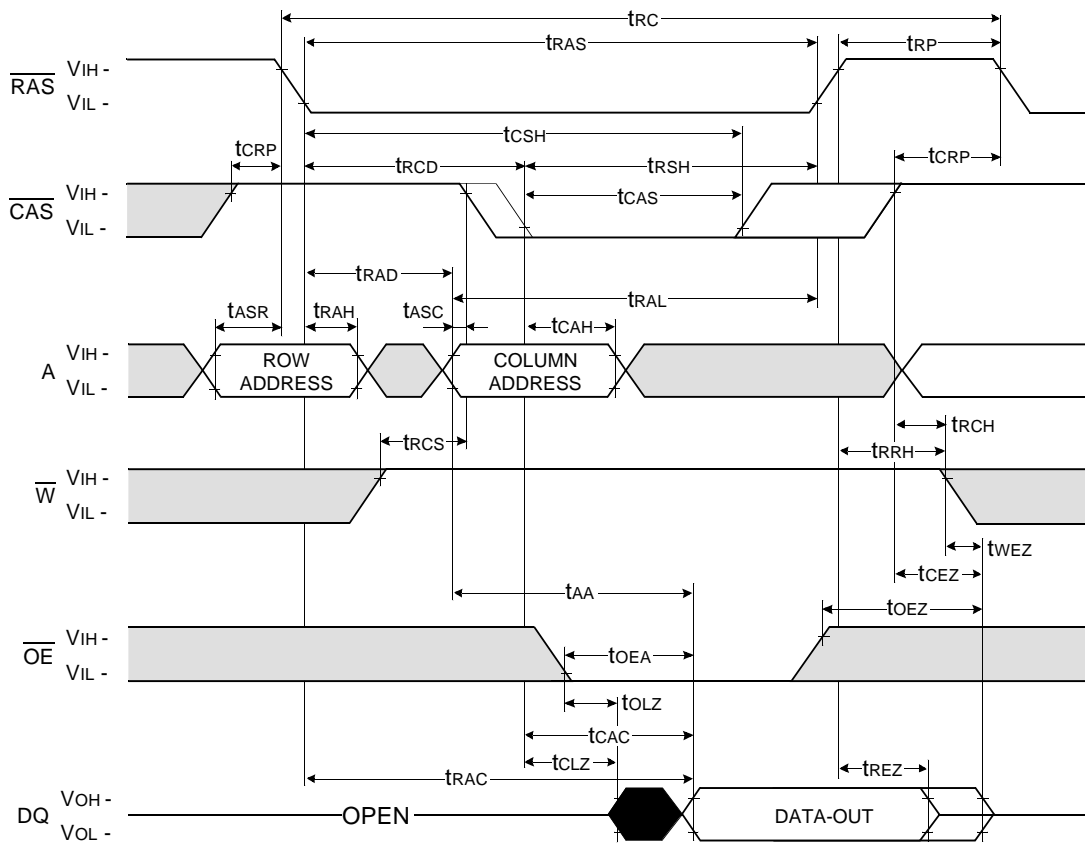 tRC
tRAS
tRP
RAS
VIH -
VIL -
tCSH
tCRP
tRCD
tRSH
tCRP
CAS
VIH -
VIL -
tCAS
tRAD
tRAL
tASR
tRAH
tASC
tCAH
A
VIH -
VIL -
ROW
ADDRESS
COLUMN
ADDRESS
tRCH
tRCS
tRRH
W
VIH -
VIL -
tWEZ
tCEZ
tAA
tOEZ
OE
VIH -
VIL -
tOEA
tOLZ
tCAC
tCLZ
tREZ
tRAC
DQ
VOH -
VOL -
OPEN
DATA-OUT